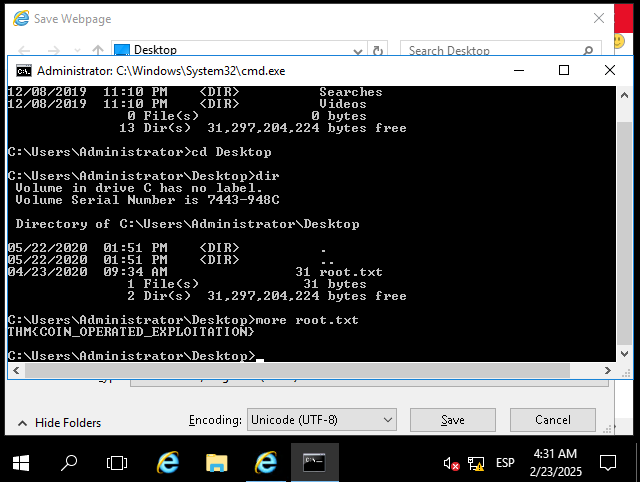 Save Webpage
Desktop
Search Desktop
Administrator: C:\Windows\System32\cmd.exe
12/08/2019  11:10 PM    <DIR>          Searches
12/08/2019  11:10 PM    <DIR>          Videos
0 File(s)              0 bytes
13 Dir(s)  31,297,204,224 bytes free
C:\Users\Administrator>cd Desktop
C:\Users\Administrator\Desktop>dir
Volume in drive C has no label.
Volume Serial Number is 7443-948C
Directory of C:\Users\Administrator\Desktop
05/22/2020  01:51 PM    <DIR>          .
05/22/2020  01:51 PM    <DIR>          ..
04/23/2020  09:34 AM                31 root.txt
1 File(s)             31 bytes
2 Dir(s)  31,297,204,224 bytes free
C:\Users\Administrator\Desktop>more root.txt
THM{COIN_OPERATED_EXPLOITATION}
C:\Users\Administrator\Desktop>
Hide Folders
Encoding:
Unicode (UTF-8)
Save
Cancel
ESP
4:31 AM
2/23/2025